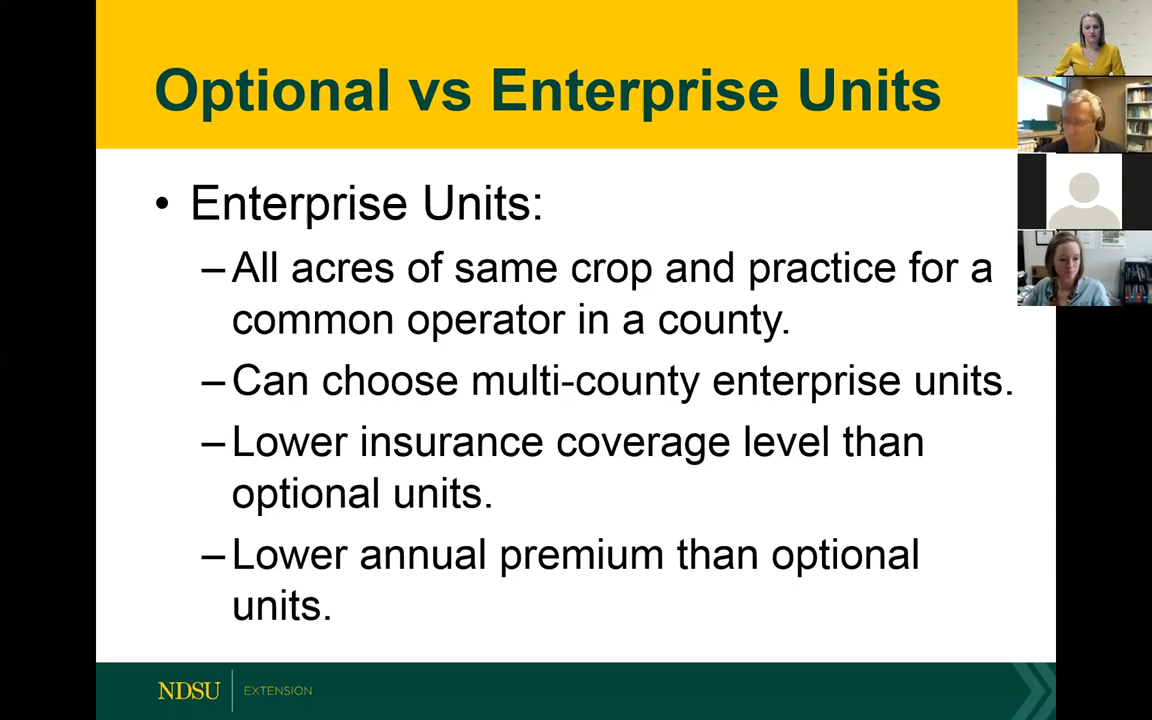 Optional vs Enterprise Units
• Enterprise Units:
–All acres of same crop and practice for a
common operator in a county.
–Can choose multi-county enterprise units.
–Lower insurance coverage level than
optional units.
–Lower annual premium than optional
units.
NDSU EXTENSION